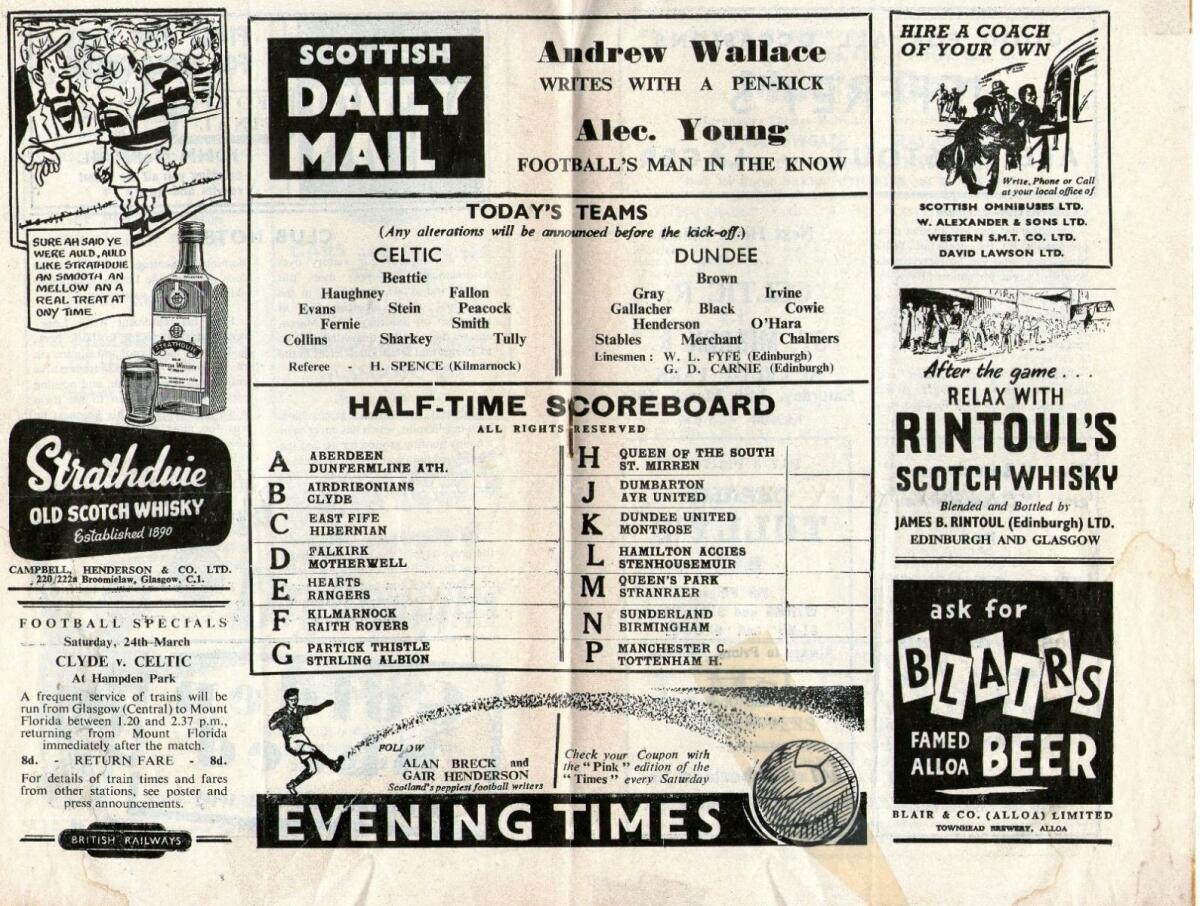 SURE AH SAID YE
WERE AULD, AULD
LIKE STRATHDUIE
AN SMOOTH AN
MELLOW AN A
REAL TREAT AT
ONY TIME
STRATHDUIE
Strathduie
OLD SCOTCH WHISKY
Established 1890
CAMPBELL, HENDERSON & CO. LTD.
220/222a Broomielaw, Glasgow, C.1.
FOOTBALL SPECIALS
Saturday, 24th March
CLYDE v. CELTIC
At Hampden Park
A frequent service of trains will be
run from Glasgow (Central) to Mount
Florida between 1.20 and 2.37 p.m.,
returning from Mount Florida
immediately after the match.
8d. - RETURN FARE - 8d.
For details of train times and fares
from other stations, see poster and
press announcements.
BRITISH RAILWAYS
SCOTTISH
DAILY
MAIL
Andrew Wallace
WRITES WITH A PEN-KICK
Alec. Young
FOOTBALL'S MAN IN THE KNOW
TODAY'S TEAMS
(Any alterations will be announced before the kick-off.)
CELTIC
Beattie
Haughney Fallon
Evans Stein Peacock
Fernie Smith
Collins Sharkey Tully
Referee - H. SPENCE (Kilmarnock)
DUNDEE
Brown
Gray Irvine
Gallacher Black Cowie
Henderson O'Hara
Stables Merchant Chalmers
Linesmen : W. L. FYFE (Edinburgh)
G. D. CARNIE (Edinburgh)
HALF-TIME SCOREBOARD
ALL RIGHTS RESERVED
A ABERDEEN
DUNFERMLINE ATH.
B AIRDRIEONIANS
CLYDE
C EAST FIFE
HIBERNIAN
D FALKIRK
MOTHERWELL
E HEARTS
RANGERS
F KILMARNOCK
RAITH ROVERS
G PARTICK THISTLE
STIRLING ALBION
H QUEEN OF THE SOUTH
ST. MIRREN
J DUMBARTON
AYR UNITED
K DUNDEE UNITED
MONTROSE
L HAMILTON ACCIES
STENHOUSEMUIR
M QUEEN'S PARK
STRANRAER
N SUNDERLAND
BIRMINGHAM
P MANCHESTER C.
TOTTENHAM H.
FOLLOW
ALAN BRECK and
GAIR HENDERSON
Scotland's peppiest football writers
Check your Coupon with
the "Pink" edition of the
"Times" every Saturday
EVENING TIMES
HIRE A COACH
OF YOUR OWN
Write, Phone or Call
at your local office of
SCOTTISH OMNIBUSES LTD.
W. ALEXANDER & SONS LTD.
WESTERN S.M.T. CO. LTD.
DAVID LAWSON LTD.
After the game . . .
RELAX WITH
RINTOUL'S
SCOTCH WHISKY
Blended and Bottled by
JAMES B. RINTOUL (Edinburgh) LTD.
EDINBURGH AND GLASGOW
ask for
BLAIRS
FAMED
ALLOA BEER
BLAIR & CO. (ALLOA) LIMITED
TOWNHEAD BREWERY, ALLOA